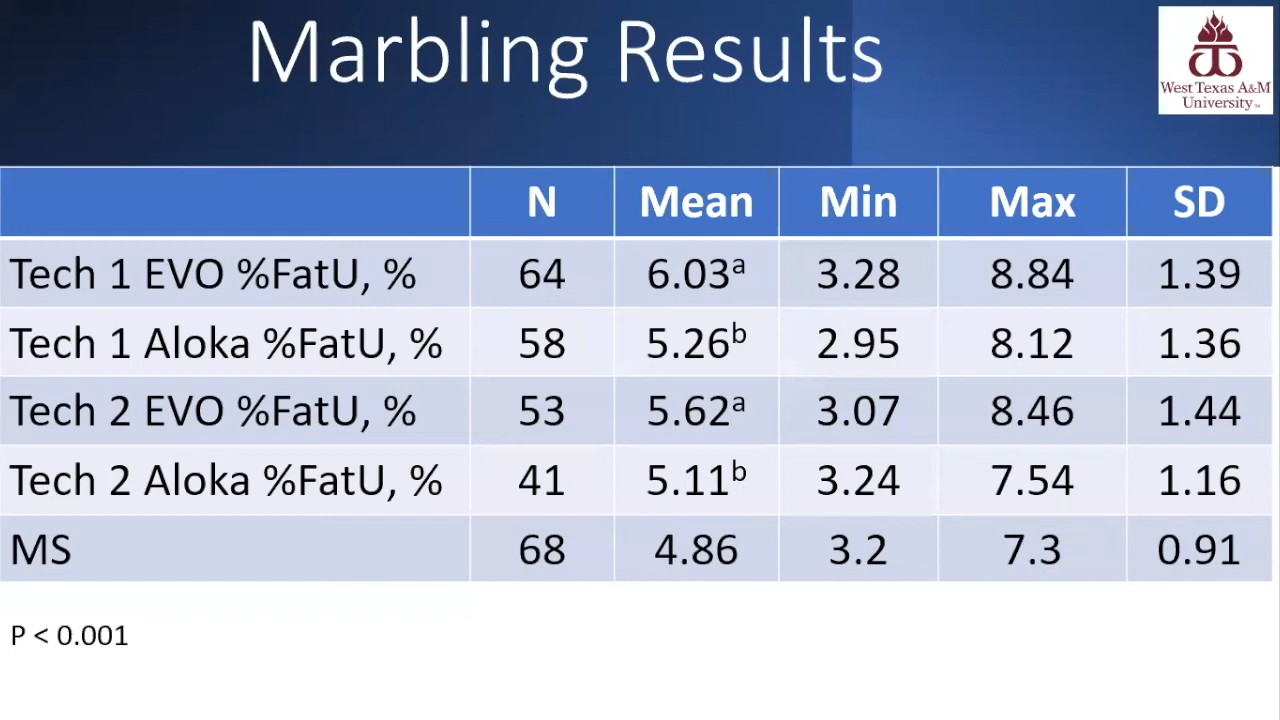 Marbling Results
West Texas A&M
University™
N Mean Min Max SD
Tech 1 EVO %FatU, % 64 6.03ᵃ 3.28 8.84 1.39
Tech 1 Aloka %FatU, % 58 5.26ᵇ 2.95 8.12 1.36
Tech 2 EVO %FatU, % 53 5.62ᵃ 3.07 8.46 1.44
Tech 2 Aloka %FatU, % 41 5.11ᵇ 3.24 7.54 1.16
MS 68 4.86 3.2 7.3 0.91
P < 0.001